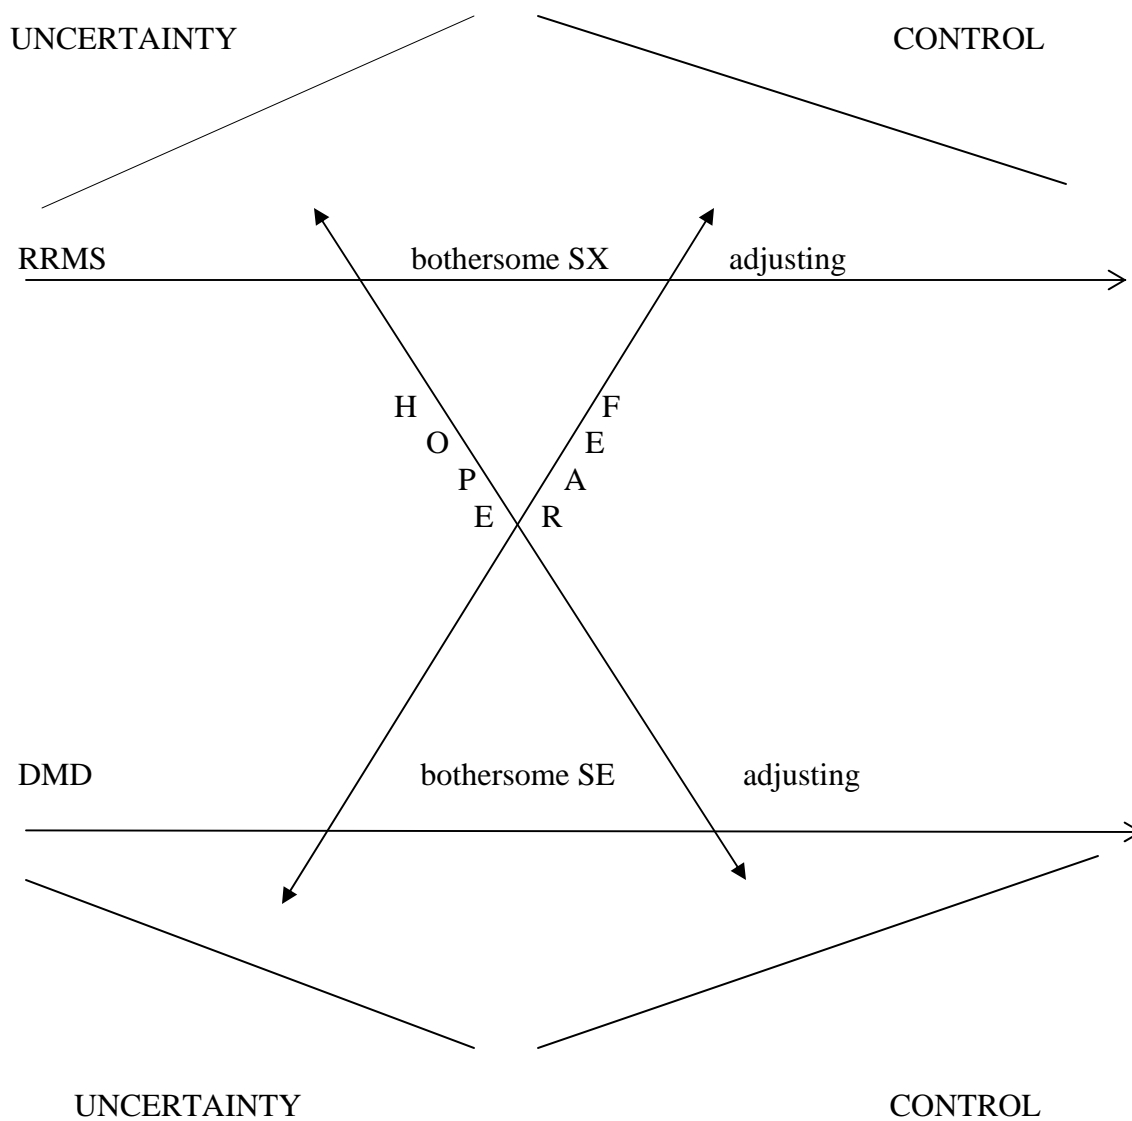 UNCERTAINTY CONTROL
RRMS bothersome SX adjusting
H F
O E
P A
E R
DMD bothersome SE adjusting
UNCERTAINTY CONTROL